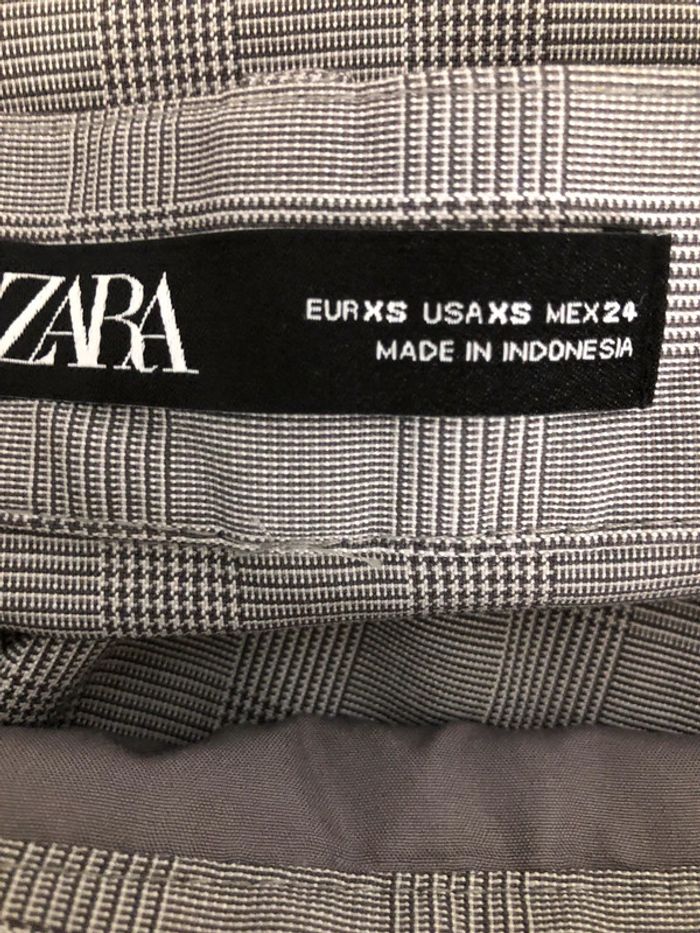 ZARA
EUR XS USA XS MEX 24
MADE IN INDONESIA